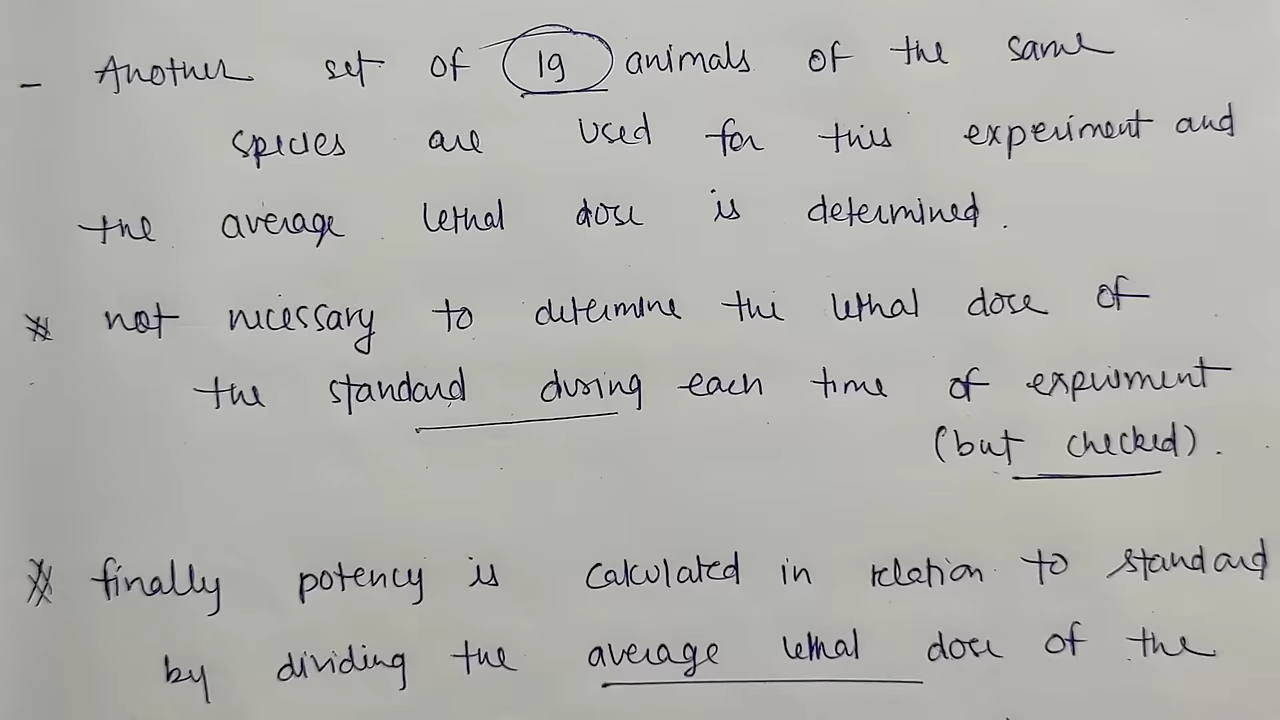 - Another set of 19 animals of the same
species are used for this experiment and
the average lethal dose is determined.
* not necessary to determine the lethal dose of
the standard during each time of experiment
(but checked).
* finally potency is calculated in relation to standard
by dividing the average lethal dose of the